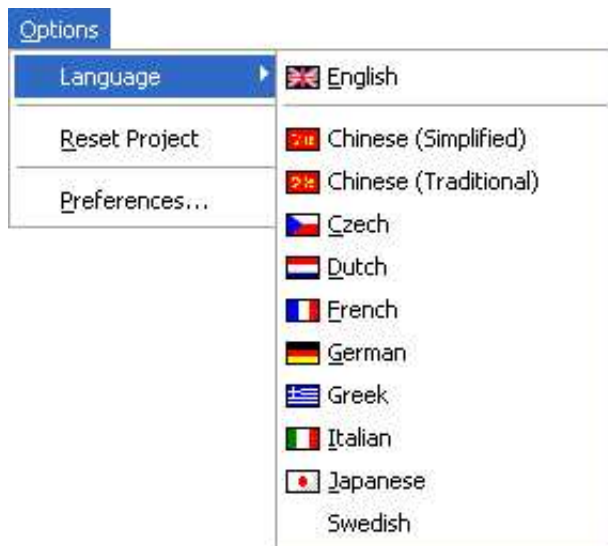 Options
Language
Reset Project
Preferences...
English
Chinese (Simplified)
Chinese (Traditional)
Czech
Dutch
French
German
Greek
Italian
Japanese
Swedish